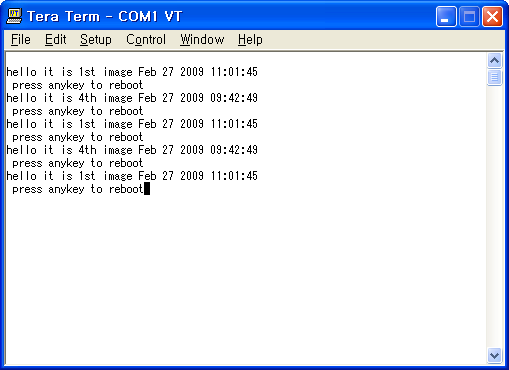 Tera Term - COM1 VT
File Edit Setup Control Window Help
hello it is 1st image Feb 27 2009 11:01:45
press anykey to reboot
hello it is 4th image Feb 27 2009 09:42:49
press anykey to reboot
hello it is 1st image Feb 27 2009 11:01:45
press anykey to reboot
hello it is 4th image Feb 27 2009 09:42:49
press anykey to reboot
hello it is 1st image Feb 27 2009 11:01:45
press anykey to reboot